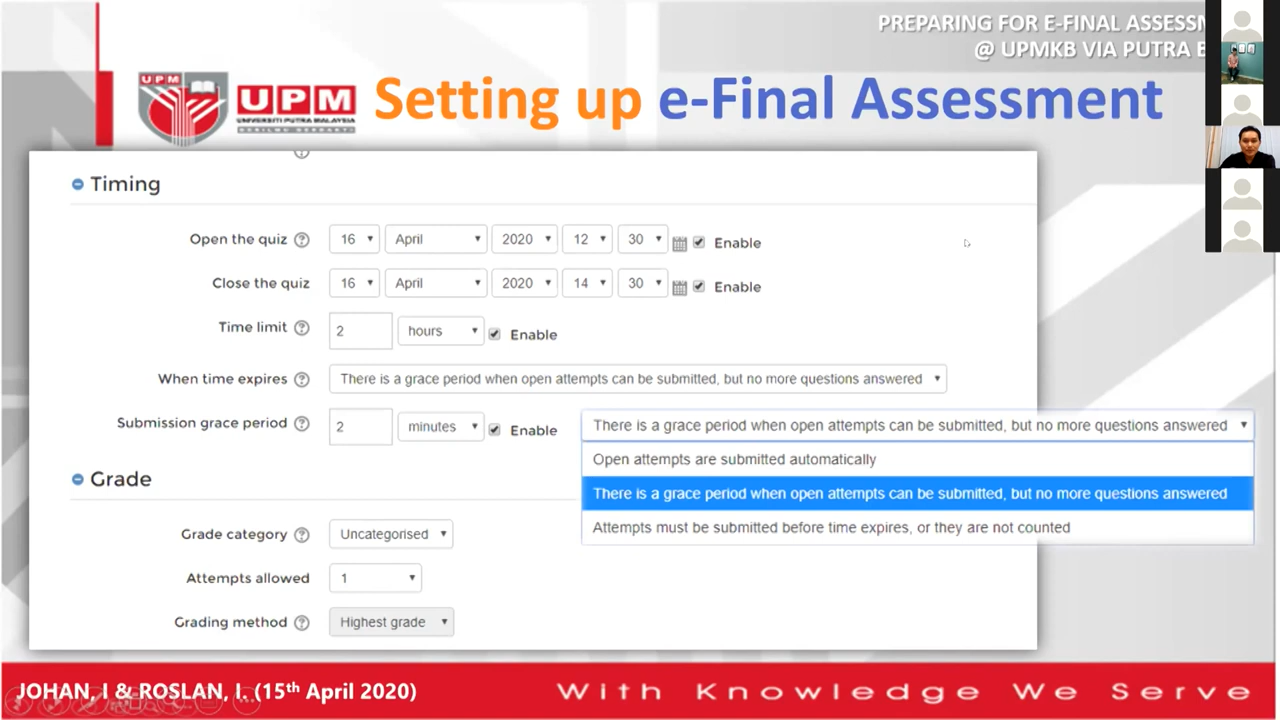 PREPARING FOR E-FINAL ASSESSM
@ UPMKB VIA PUTRA
UPM
UPM
UNIVERSITI PUTRA MALAYSIA
BERILMU BERBAKTI
Setting up e-Final Assessment
Timing
Open the quiz ? 16 April 2020 12 30 Enable
Close the quiz 16 April 2020 14 30 Enable
Time limit ? 2 hours Enable
When time expires ? There is a grace period when open attempts can be submitted, but no more questions answered
Submission grace period ? 2 minutes Enable
There is a grace period when open attempts can be submitted, but no more questions answered
Open attempts are submitted automatically
There is a grace period when open attempts can be submitted, but no more questions answered
Attempts must be submitted before time expires, or they are not counted
Grade
Grade category ? Uncategorised
Attempts allowed 1
Grading method ? Highest grade
JOHAN, I & ROSLAN, I. (15th April 2020)
With Knowledge We Serve